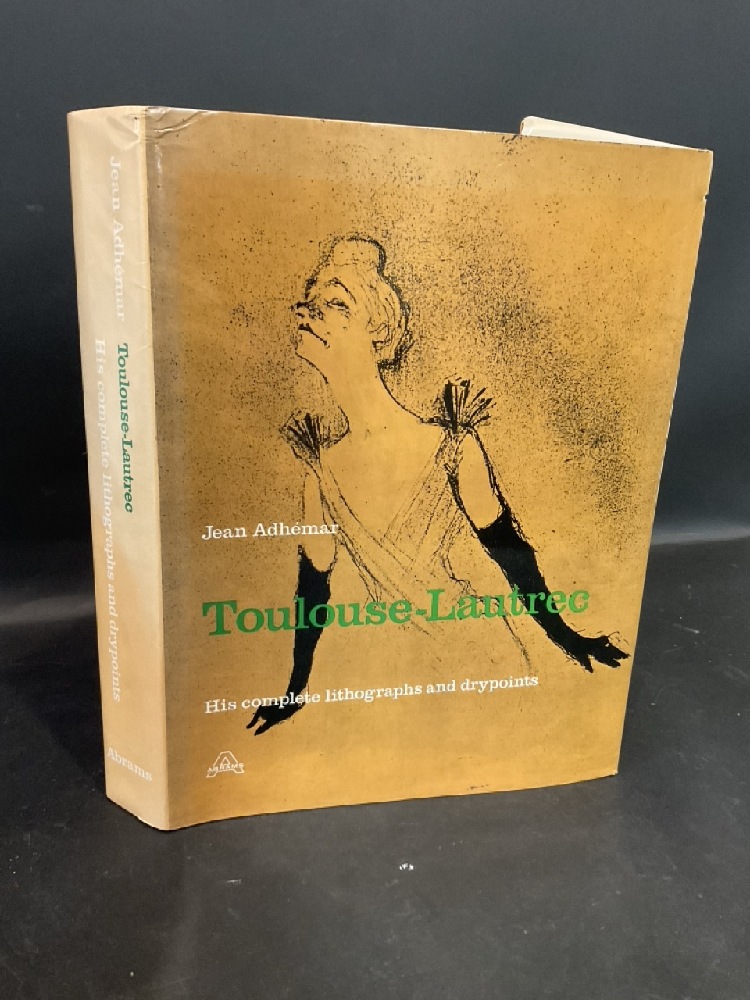 Jean Adhémar
Toulouse-Lautrec
His complete lithographs and drypoints
Abrams
Jean Adhémar
Toulouse-Lautrec
His complete lithographs and drypoints
ABRAMS